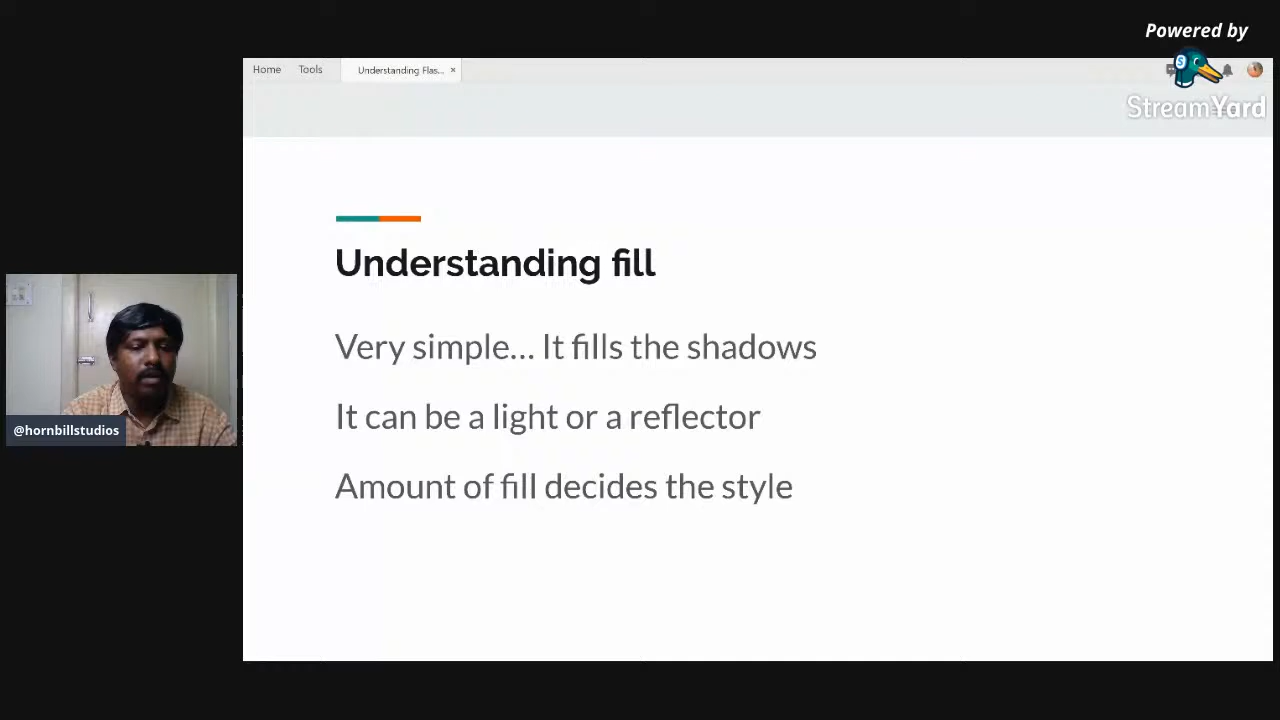 Powered by
StreamYard
Home Tools Understanding Flas... ×
Understanding fill
Very simple... It fills the shadows
It can be a light or a reflector
Amount of fill decides the style
@hornbillstudios